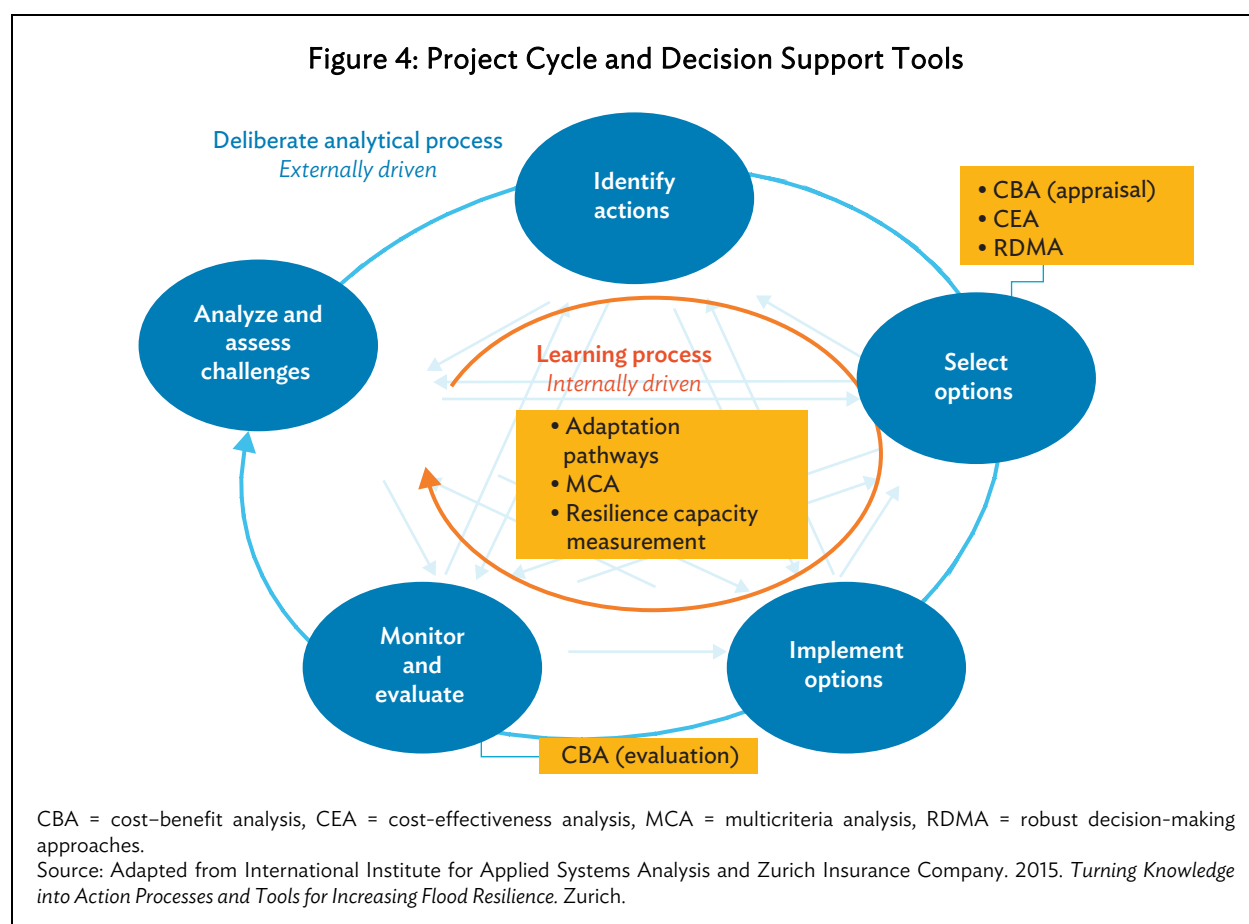 Figure 4: Project Cycle and Decision Support Tools
Deliberate analytical process
Externally driven
Identify
actions
• CBA (appraisal)
• CEA
• RDMA
Analyze and
assess
challenges
Learning process
Internally driven
Select
options
• Adaptation
pathways
• MCA
• Resilience capacity
measurement
Monitor
and
evaluate
Implement
options
CBA (evaluation)
CBA = cost–benefit analysis, CEA = cost-effectiveness analysis, MCA = multicriteria analysis, RDMA = robust decision-making
approaches.
Source: Adapted from International Institute for Applied Systems Analysis and Zurich Insurance Company. 2015. Turning Knowledge
into Action Processes and Tools for Increasing Flood Resilience. Zurich.